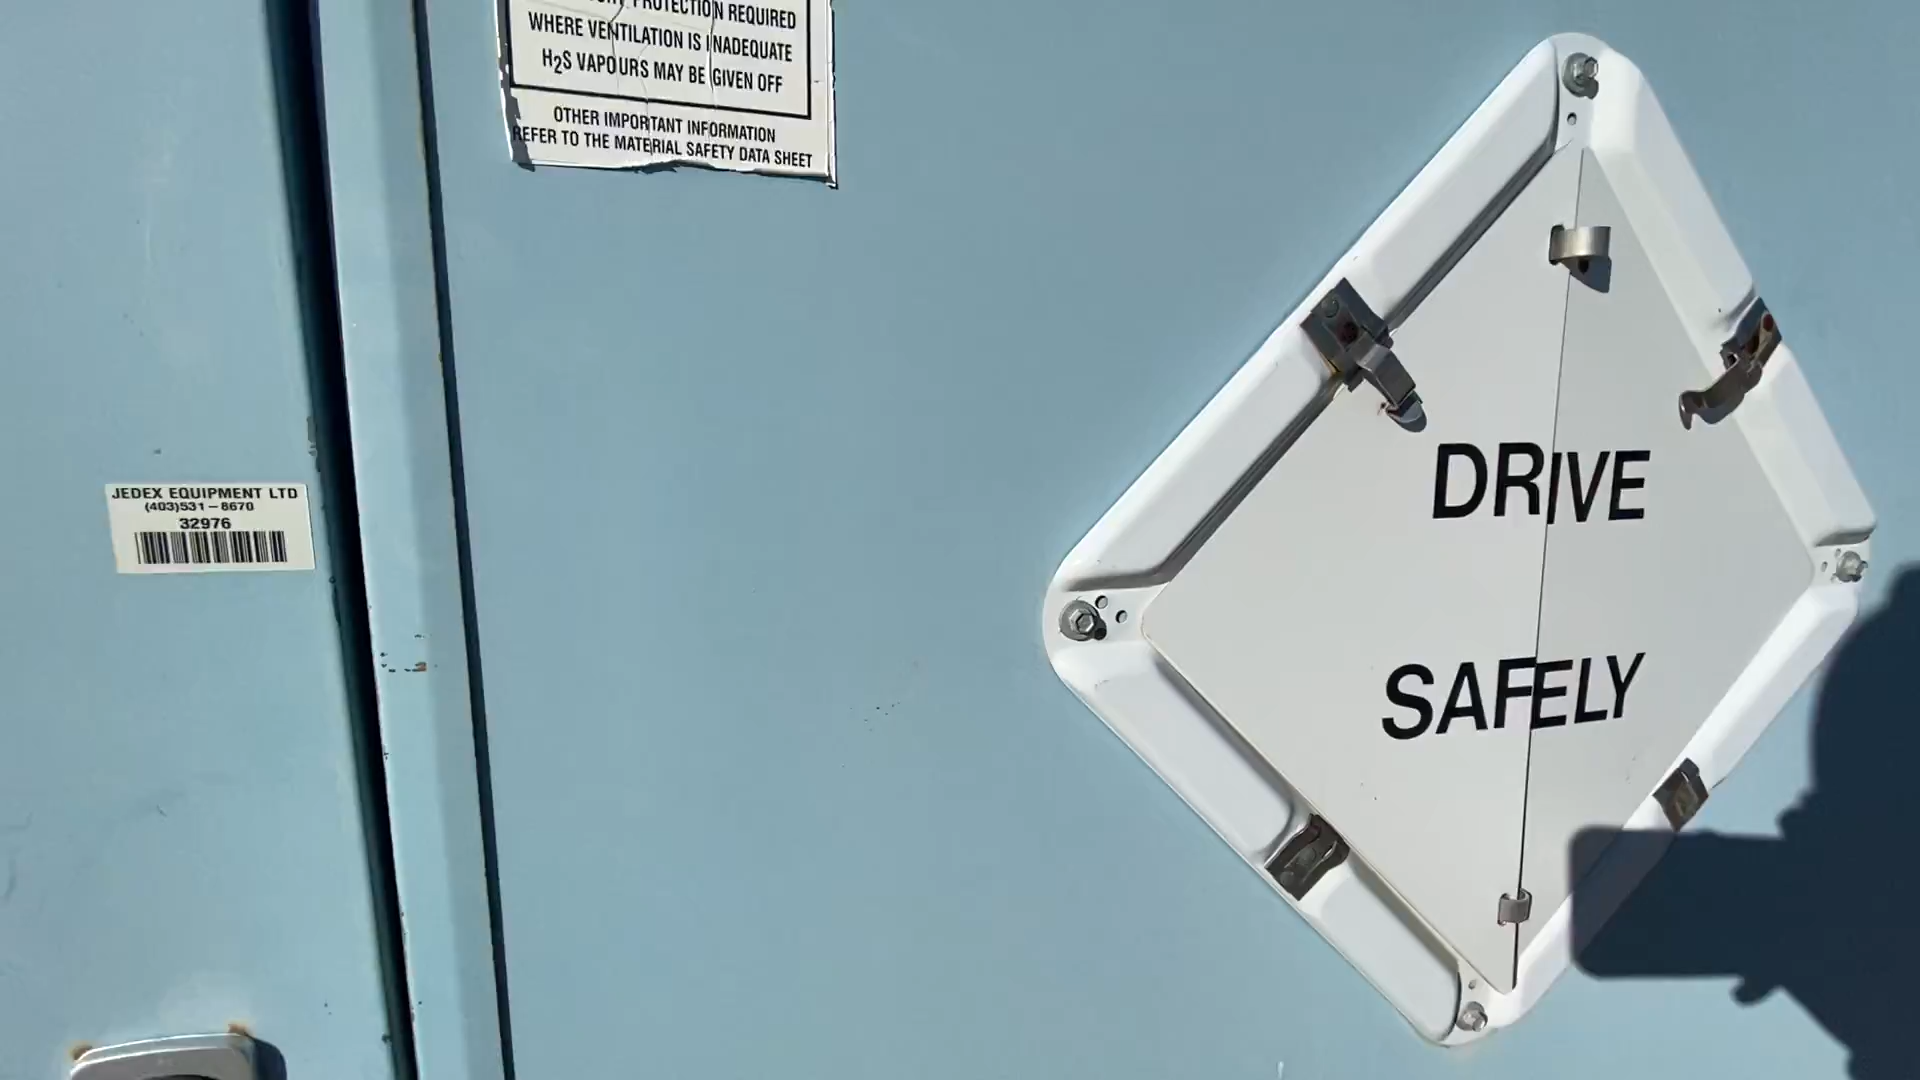 PROTECTION REQUIRED
WHERE VENTILATION IS INADEQUATE
H2S VAPOURS MAY BE GIVEN OFF
OTHER IMPORTANT INFORMATION
REFER TO THE MATERIAL SAFETY DATA SHEET
JEDEX EQUIPMENT LTD
(403)531-8670
32976
DRIVE
SAFELY